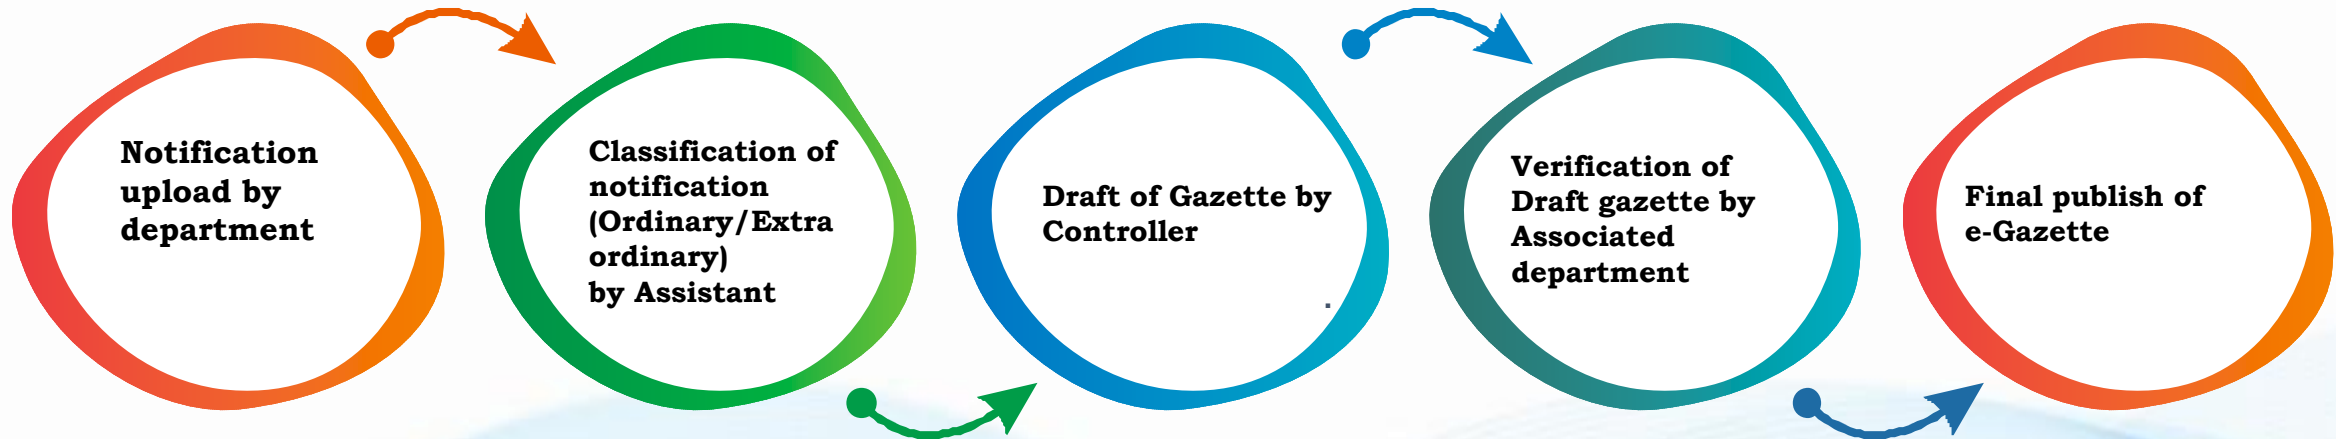 Notification
upload by
department
Classification of
notification
(Ordinary/Extra
ordinary)
by Assistant
Draft of Gazette by
Controller
.
Verification of
Draft gazette by
Associated
department
Final publish of
e-Gazette